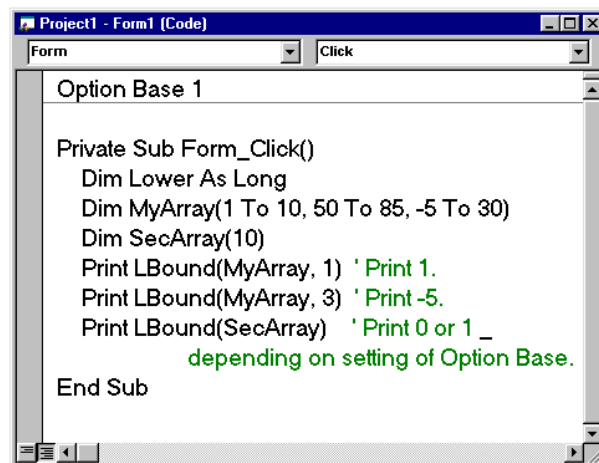 Project1 - Form1 (Code)
Form Click
Option Base 1
Private Sub Form_Click()
Dim Lower As Long
Dim MyArray(1 To 10, 50 To 85, -5 To 30)
Dim SecArray(10)
Print LBound(MyArray, 1) ' Print 1.
Print LBound(MyArray, 3) ' Print -5.
Print LBound(SecArray) ' Print 0 or 1 _
depending on setting of Option Base.
End Sub